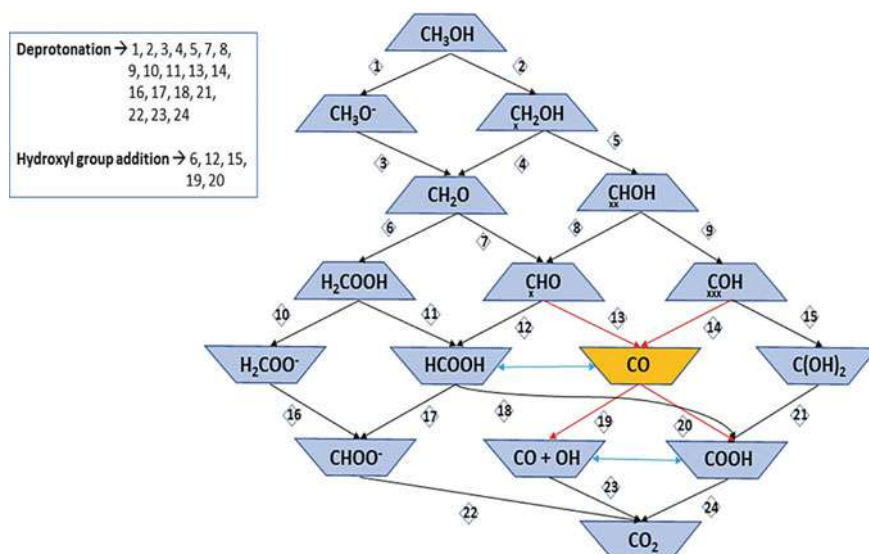 Deprotonation → 1, 2, 3, 4, 5, 7, 8,
9, 10, 11, 13, 14,
16, 17, 18, 21,
22, 23, 24
Hydroxyl group addition → 6, 12, 15,
19, 20
CH₃OH
1 2
CH₃O⁻ CH₂OH
x
3 4 5
CH₂O CHOH
xx
6 7 8 9
H₂COOH CHO COH
x xxx
10 11 12 13 14 15
H₂COO⁻ HCOOH CO C(OH)₂
16 17 18 19 20 21
CHOO⁻ CO + OH COOH
22 23 24
CO₂